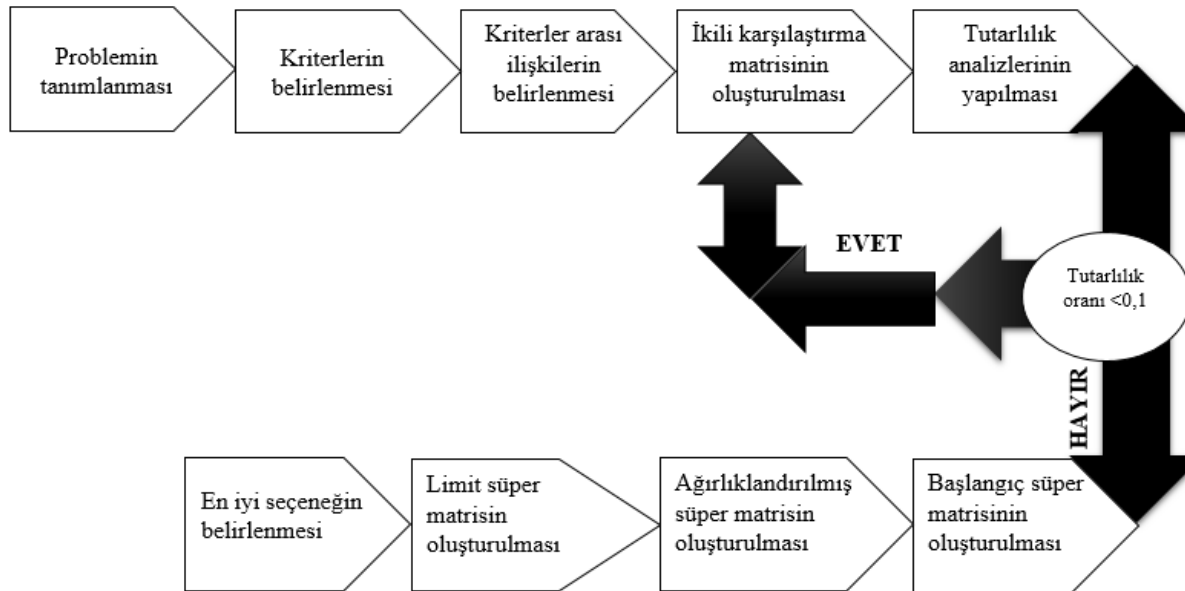 Problemin
tanımlanması
Kriterlerin
belirlenmesi
Kriterler arası
ilişkilerin
belirlenmesi
İkili karşılaştırma
matrisinin
oluşturulması
Tutarlılık
analizlerinin
yapılması
EVET
Tutarlılık
oranı <0,1
HAYIR
En iyi seçeneğin
belirlenmesi
Limit süper
matrisin
oluşturulması
Ağırlıklandırılmış
süper matrisin
oluşturulması
Başlangıç süper
matrisinin
oluşturulması